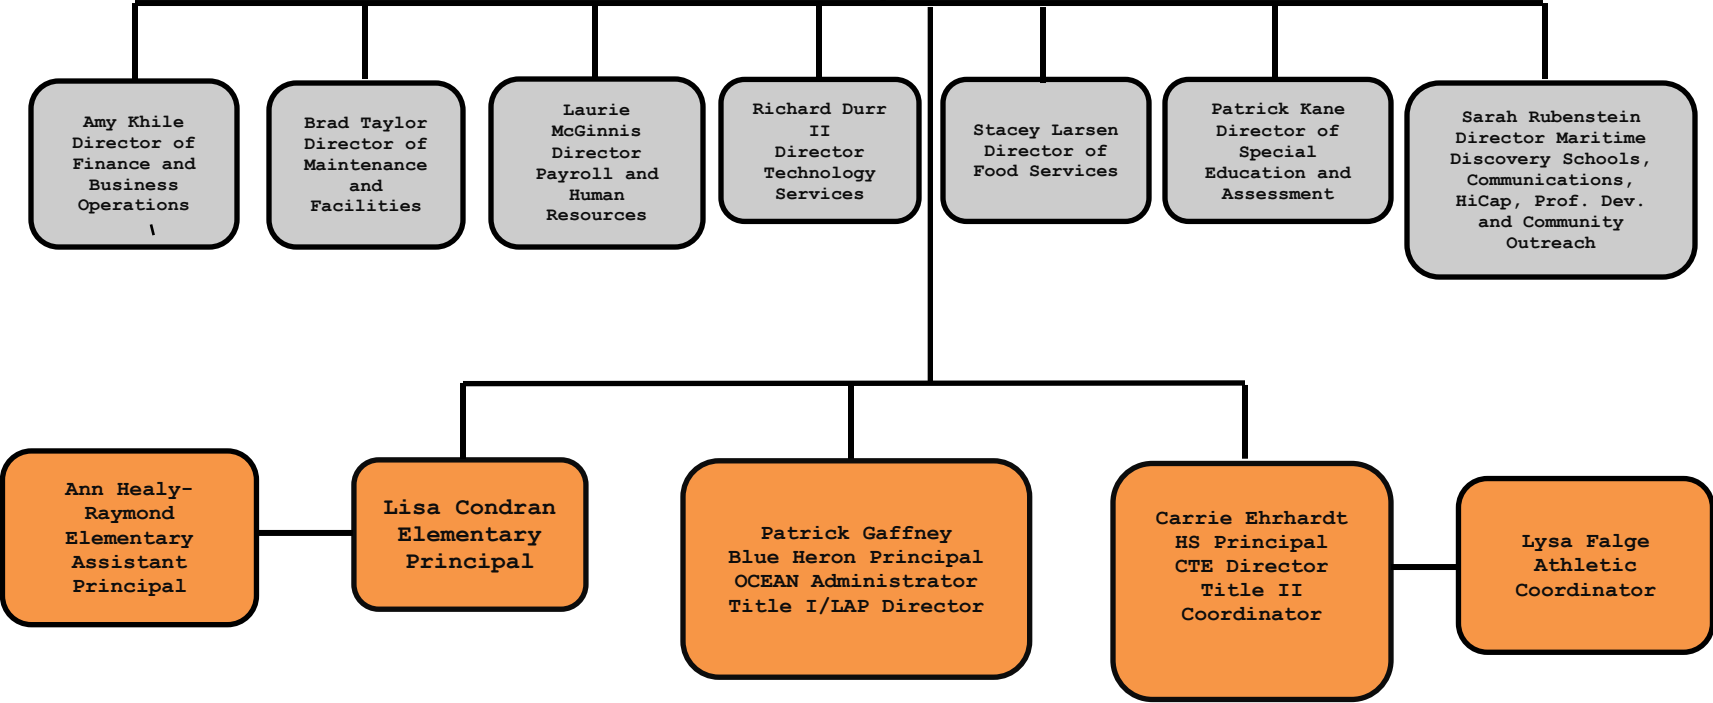 Amy Khile
Director of
Finance and
Business
Operations
Brad Taylor
Director of
Maintenance
and
Facilities
Laurie
McGinnis
Director
Payroll and
Human
Resources
Richard Durr
II
Director
Technology
Services
Stacey Larsen
Director of
Food Services
Patrick Kane
Director of
Special
Education and
Assessment
Sarah Rubenstein
Director Maritime
Discovery Schools,
Communications,
HiCap, Prof. Dev.
and Community
Outreach
Ann Healy-
Raymond
Elementary
Assistant
Principal
Lisa Condran
Elementary
Principal
Patrick Gaffney
Blue Heron Principal
OCEAN Administrator
Title I/LAP Director
Carrie Ehrhardt
HS Principal
CTE Director
Title II
Coordinator
Lysa Falge
Athletic
Coordinator